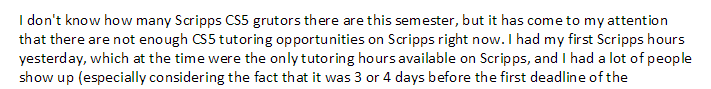 I don't know how many Scripps CS5 grutors there are this semester, but it has come to my attention
that there are not enough CS5 tutoring opportunities on Scripps right now. I had my first Scripps hours
yesterday, which at the time were the only tutoring hours available on Scripps, and I had a lot of people
show up (especially considering the fact that it was 3 or 4 days before the first deadline of the